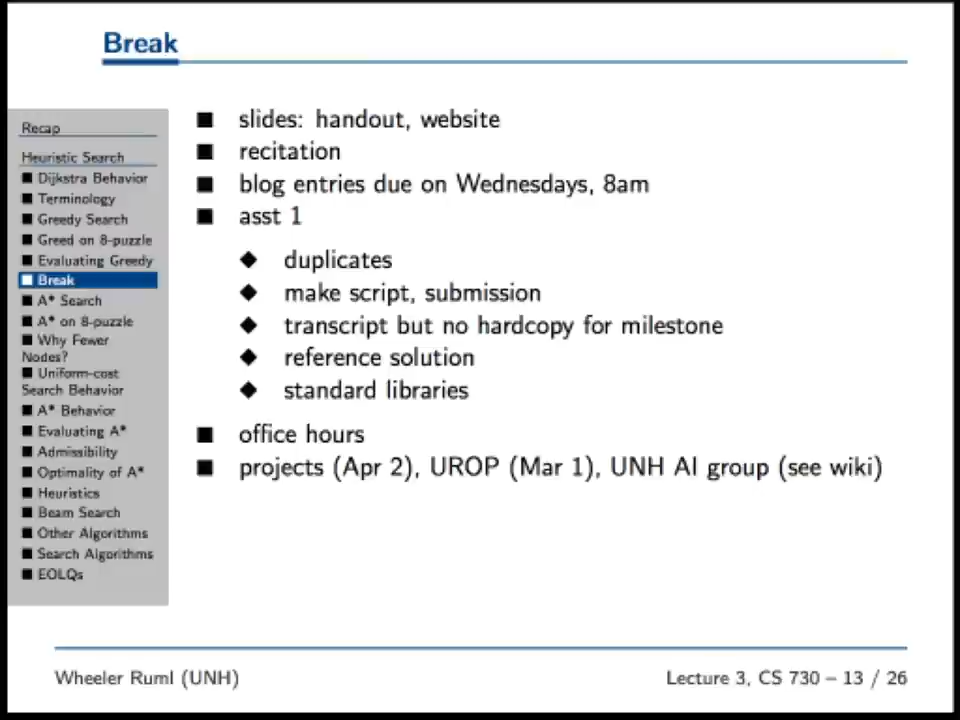 Break
Recap
Heuristic Search
Dijkstra Behavior
Terminology
Greedy Search
Greed on 8-puzzle
Evaluating Greedy
Break
A* Search
A* on 8-puzzle
Why Fewer
Nodes?
Uniform-cost
Search Behavior
A* Behavior
Evaluating A*
Admissibility
Optimality of A*
Heuristics
Beam Search
Other Algorithms
Search Algorithms
EOLQs
slides: handout, website
recitation
blog entries due on Wednesdays, 8am
asst 1
duplicates
make script, submission
transcript but no hardcopy for milestone
reference solution
standard libraries
office hours
projects (Apr 2), UROP (Mar 1), UNH AI group (see wiki)
Wheeler Ruml (UNH)
Lecture 3, CS 730 – 13 / 26